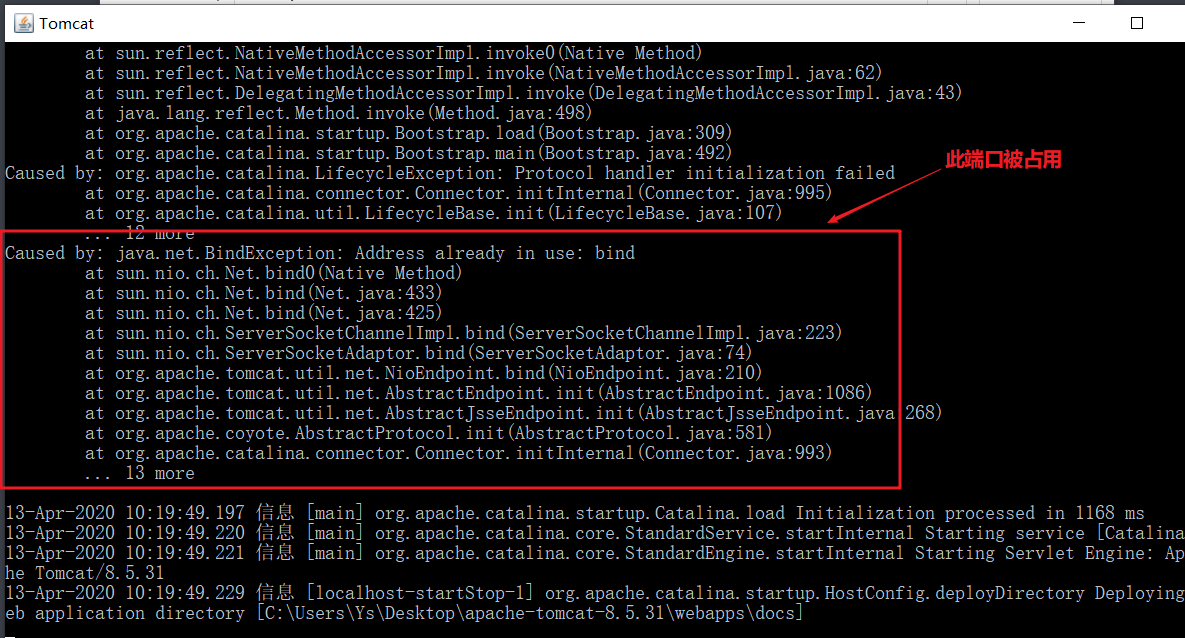 Tomcat
at sun.reflect.NativeMethodAccessorImpl.invoke0(Native Method)
at sun.reflect.NativeMethodAccessorImpl.invoke(NativeMethodAccessorImpl.java:62)
at sun.reflect.DelegatingMethodAccessorImpl.invoke(DelegatingMethodAccessorImpl.java:43)
at java.lang.reflect.Method.invoke(Method.java:498)
at org.apache.catalina.startup.Bootstrap.load(Bootstrap.java:309)
at org.apache.catalina.startup.Bootstrap.main(Bootstrap.java:492)
此端口被占用
Caused by: org.apache.catalina.LifecycleException: Protocol handler initialization failed
at org.apache.catalina.connector.Connector.initInternal(Connector.java:995)
at org.apache.catalina.util.LifecycleBase.init(LifecycleBase.java:107)
... 12 more
Caused by: java.net.BindException: Address already in use: bind
at sun.nio.ch.Net.bind0(Native Method)
at sun.nio.ch.Net.bind(Net.java:433)
at sun.nio.ch.Net.bind(Net.java:425)
at sun.nio.ch.ServerSocketChannelImpl.bind(ServerSocketChannelImpl.java:223)
at sun.nio.ch.ServerSocketAdaptor.bind(ServerSocketAdaptor.java:74)
at org.apache.tomcat.util.net.NioEndpoint.bind(NioEndpoint.java:210)
at org.apache.tomcat.util.net.AbstractEndpoint.init(AbstractEndpoint.java:1086)
at org.apache.tomcat.util.net.AbstractJsseEndpoint.init(AbstractJsseEndpoint.java:268)
at org.apache.coyote.AbstractProtocol.init(AbstractProtocol.java:581)
at org.apache.catalina.connector.Connector.initInternal(Connector.java:993)
... 13 more
13-Apr-2020 10:19:49.197 信息 [main] org.apache.catalina.startup.Catalina.load Initialization processed in 1168 ms
13-Apr-2020 10:19:49.220 信息 [main] org.apache.catalina.core.StandardService.startInternal Starting service [Catalina
13-Apr-2020 10:19:49.221 信息 [main] org.apache.catalina.core.StandardEngine.startInternal Starting Servlet Engine: Ap
he Tomcat/8.5.31
13-Apr-2020 10:19:49.229 信息 [localhost-startStop-1] org.apache.catalina.startup.HostConfig.deployDirectory Deploying
eb application directory [C:\Users\Ys\Desktop\apache-tomcat-8.5.31\webapps\docs]